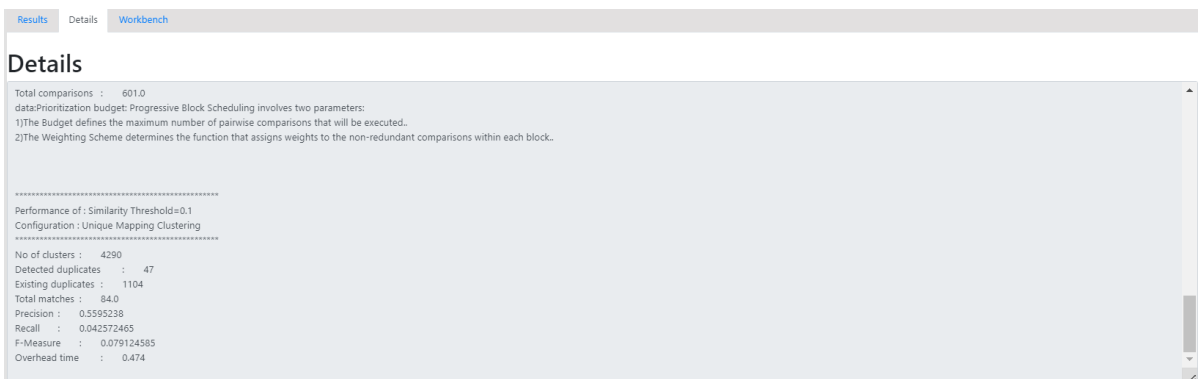 Results Details Workbench
Details
Total comparisons : 601.0
data:Prioritization budget: Progressive Block Scheduling involves two parameters:
1)The Budget defines the maximum number of pairwise comparisons that will be executed..
2)The Weighting Scheme determines the function that assigns weights to the non-redundant comparisons within each block..
**************************************************
Performance of : Similarity Threshold=0.1
Configuration : Unique Mapping Clustering
**************************************************
No of clusters : 4290
Detected duplicates : 47
Existing duplicates : 1104
Total matches : 84.0
Precision : 0.5595238
Recall : 0.042572465
F-Measure : 0.079124585
Overhead time : 0.474